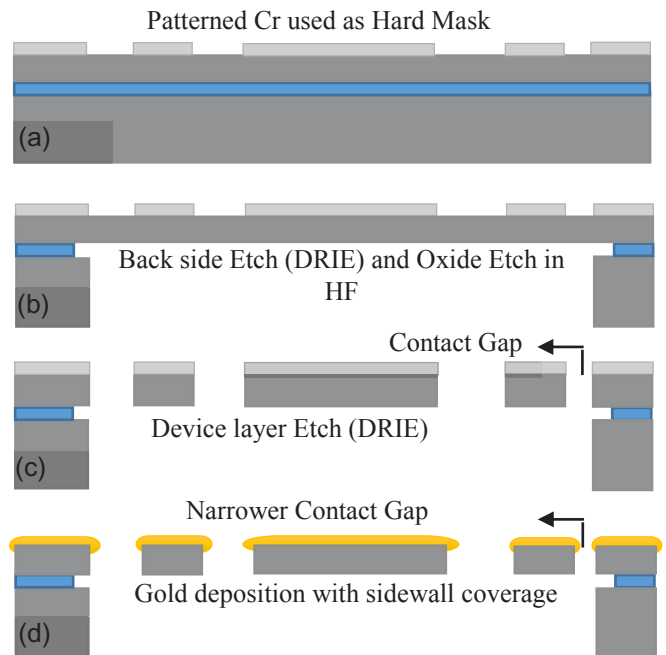 Patterned Cr used as Hard Mask
(a)
Back side Etch (DRIE) and Oxide Etch in
HF
(b)
Contact Gap
Device layer Etch (DRIE)
(c)
Narrower Contact Gap
Gold deposition with sidewall coverage
(d)